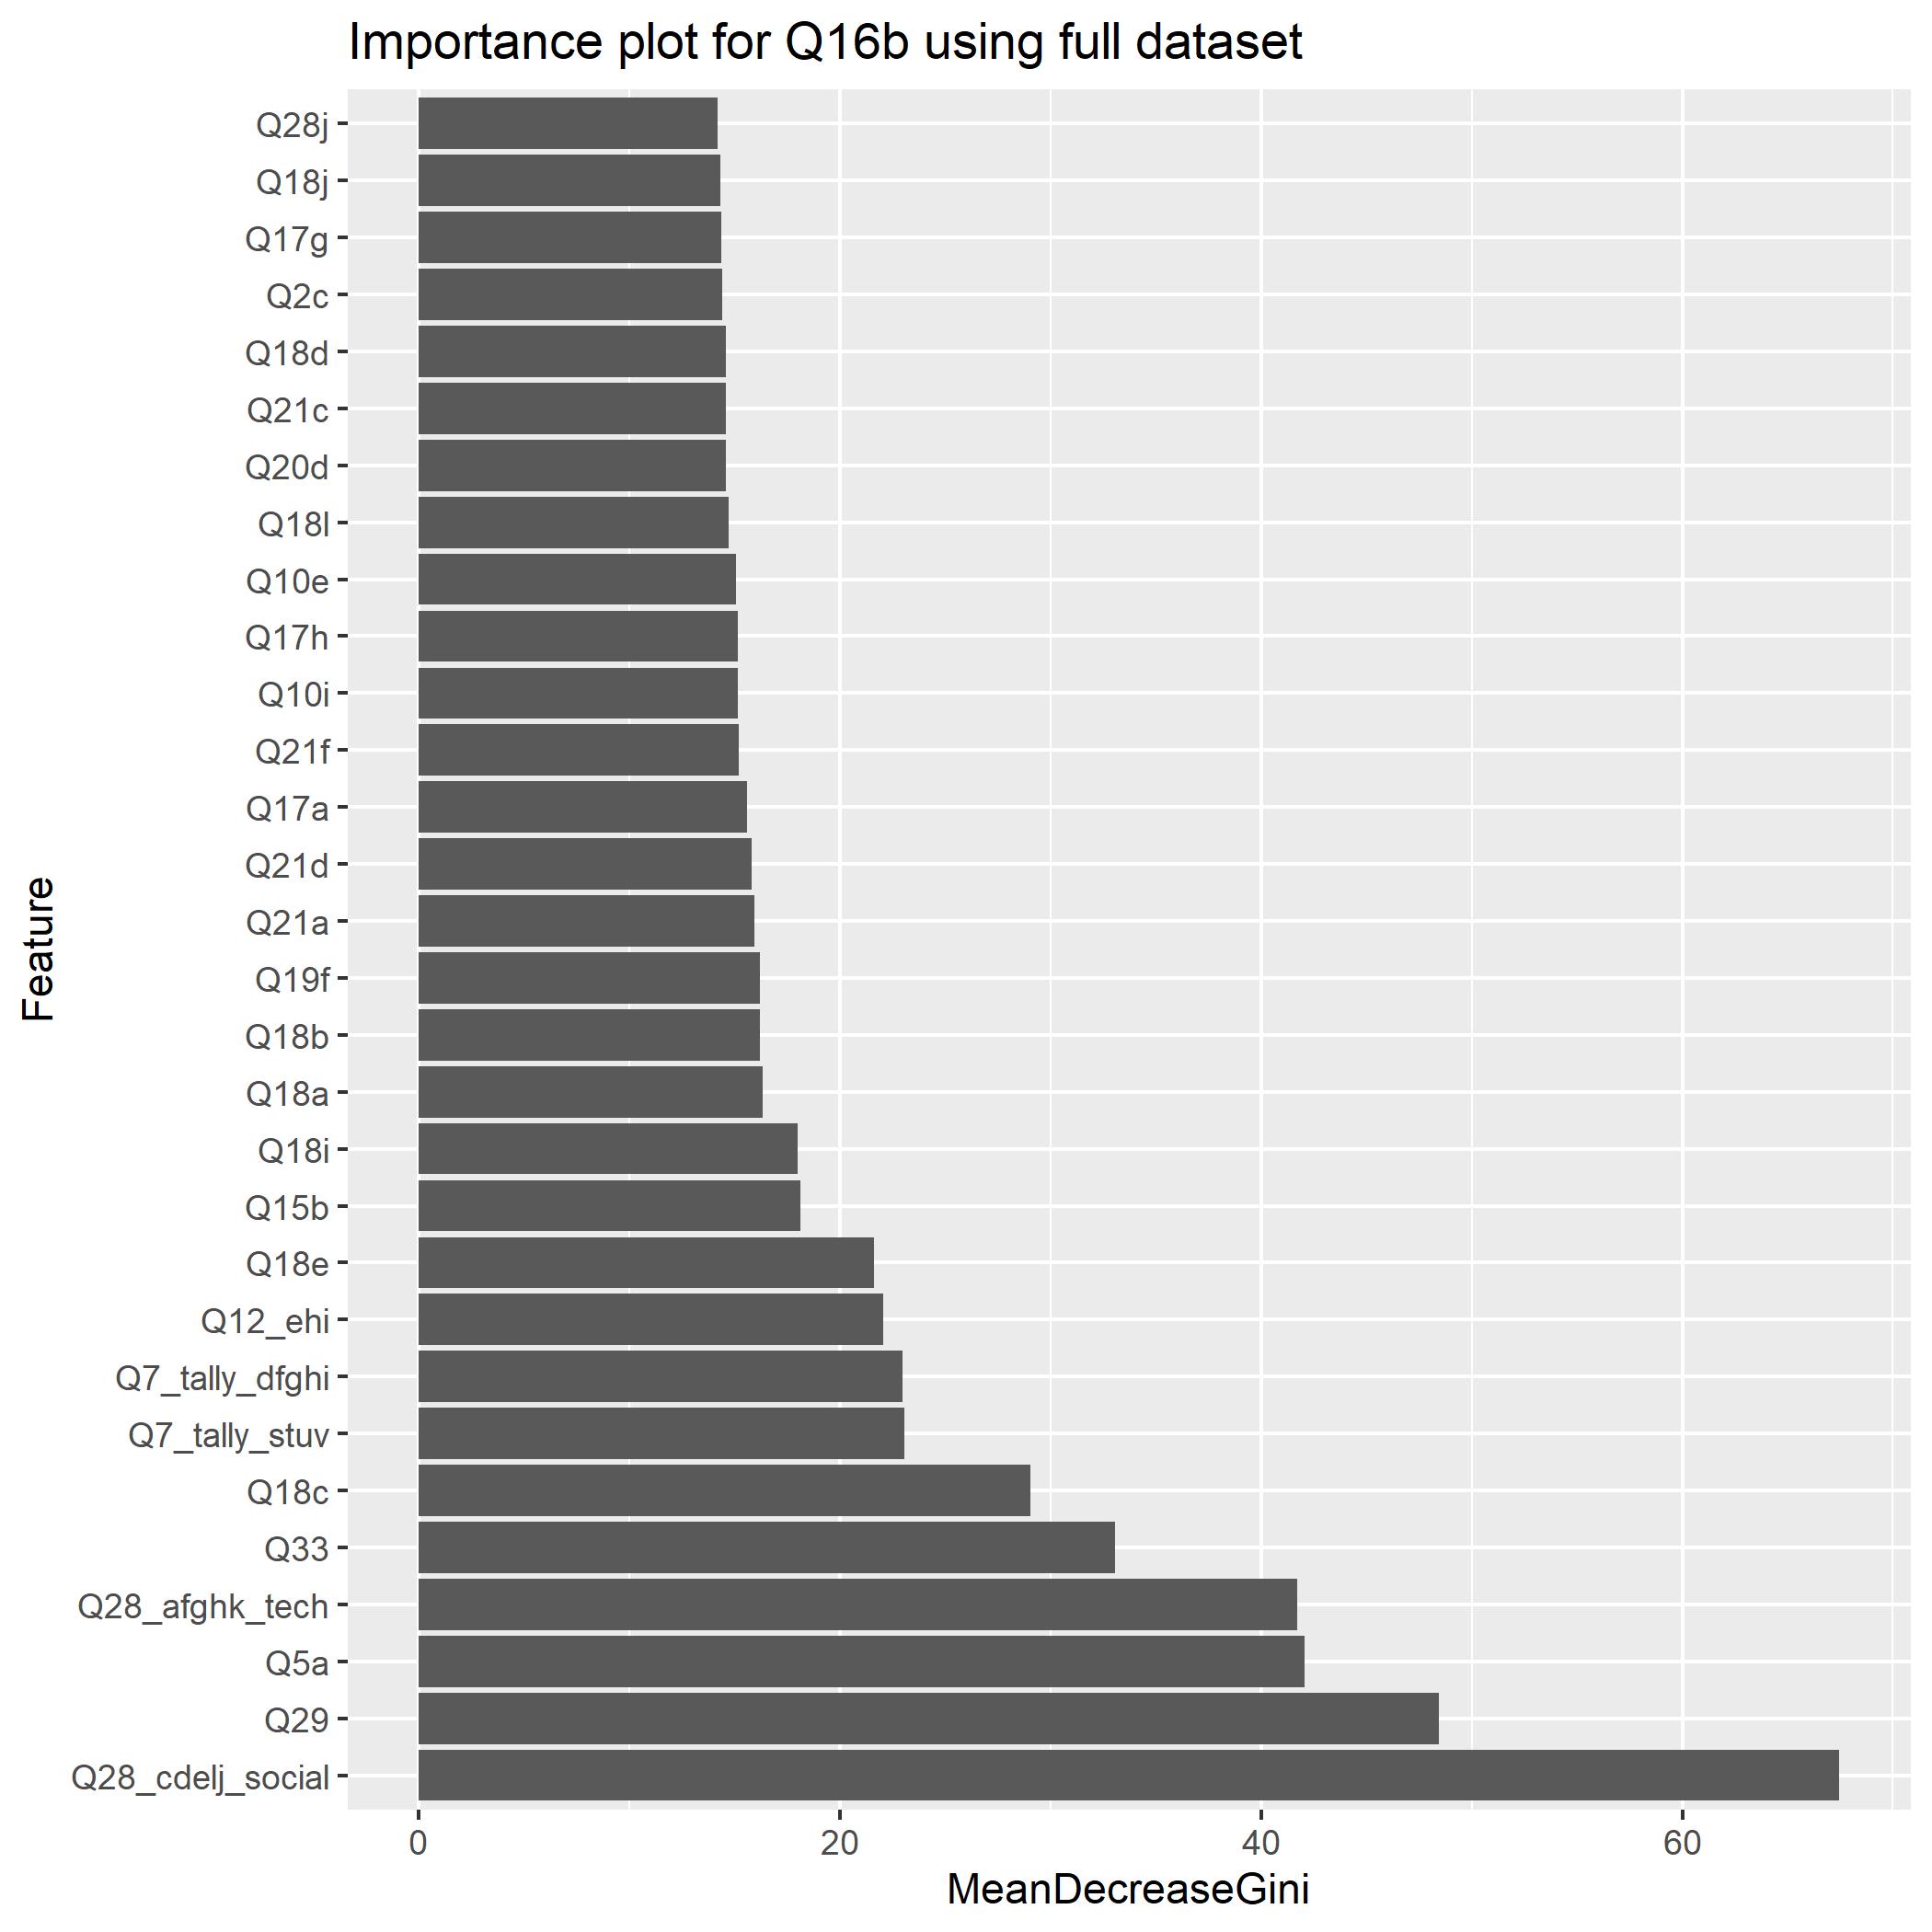 Importance plot for Q16b using full dataset
Feature
Q28j
Q18j
Q17g
Q2c
Q18d
Q21c
Q20d
Q18l
Q10e
Q17h
Q10i
Q21f
Q17a
Q21d
Q21a
Q19f
Q18b
Q18a
Q18i
Q15b
Q18e
Q12_ehi
Q7_tally_dfghi
Q7_tally_stuv
Q18c
Q33
Q28_afghk_tech
Q5a
Q29
Q28_cdelj_social
0 20 40 60
MeanDecreaseGini